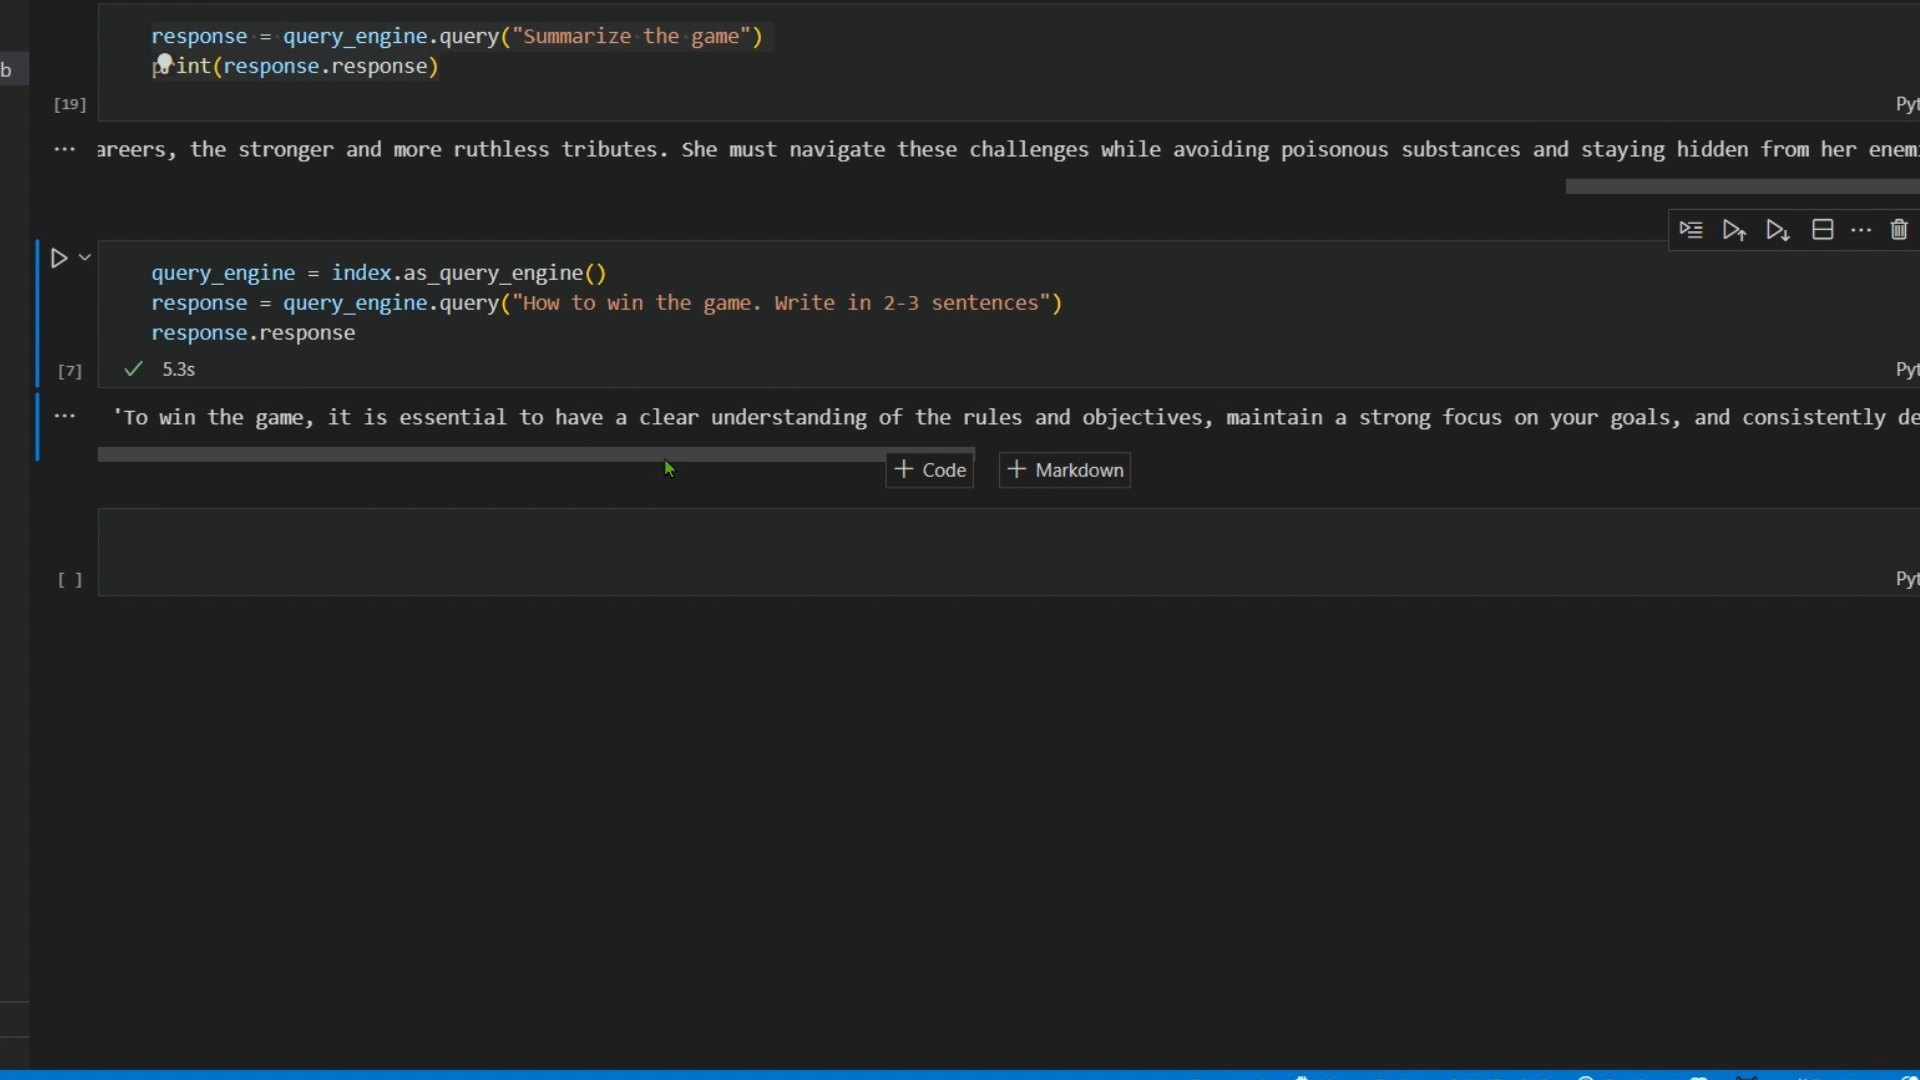 response = query_engine.query("Summarize the game")
b
print(response.response)
[19]
Pyt
... areers, the stronger and more ruthless tributes. She must navigate these challenges while avoiding poisonous substances and staying hidden from her enem
query_engine = index.as_query_engine()
response = query_engine.query("How to win the game. Write in 2-3 sentences")
response.response
[7]
5.3s
Pyt
... 'To win the game, it is essential to have a clear understanding of the rules and objectives, maintain a strong focus on your goals, and consistently de
+ Code
+ Markdown
[ ]
Pyt